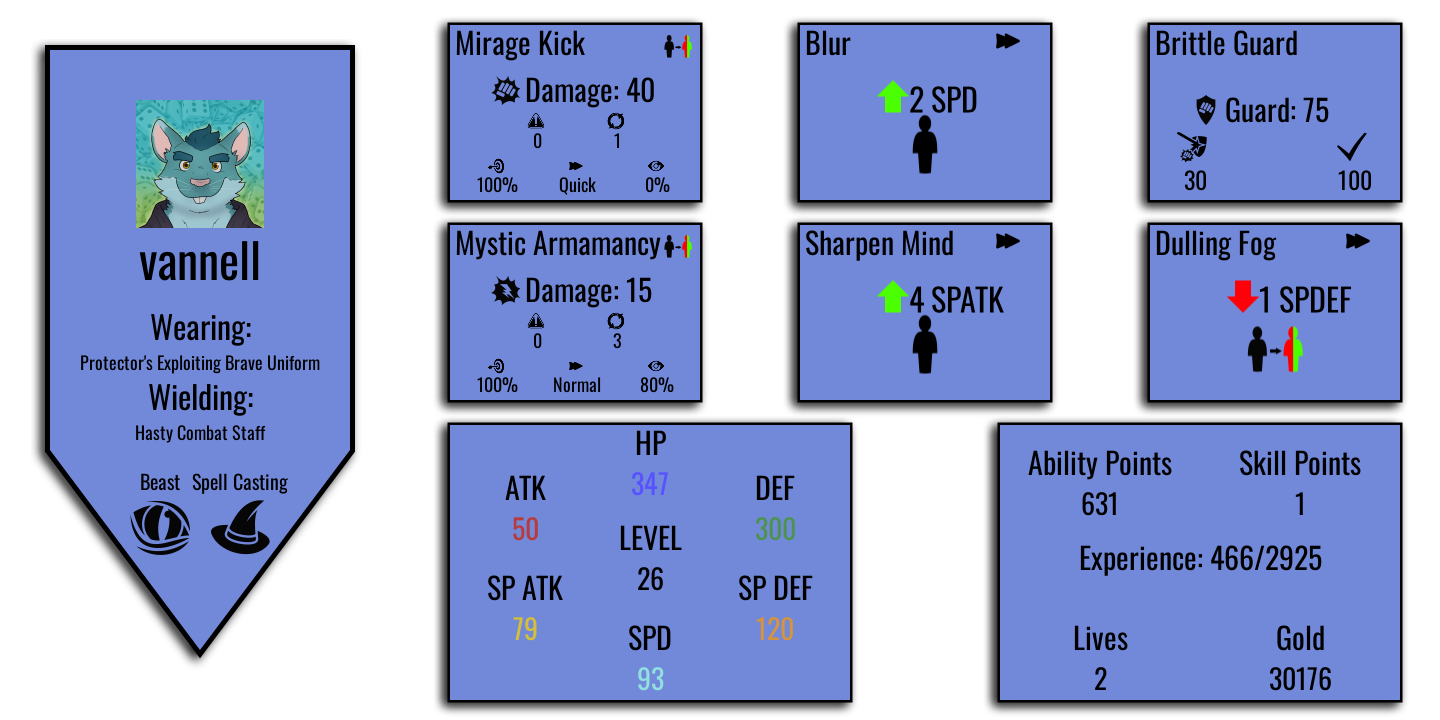 vannell
Wearing:
Protector's Exploiting Brave Uniform
Wielding:
Hasty Combat Staff
Beast Spell Casting
Mirage Kick
Damage: 40
0 1
100% Quick 0%
Blur
2 SPD
Brittle Guard
Guard: 75
30 100
Mystic Armamancy
Damage: 15
0 3
100% Normal 80%
Sharpen Mind
4 SPATK
Dulling Fog
1 SPDEF
HP
347
ATK
50
DEF
300
LEVEL
26
SP ATK
79
SP DEF
120
SPD
93
Ability Points
631
Skill Points
1
Experience: 466/2925
Lives
2
Gold
30176